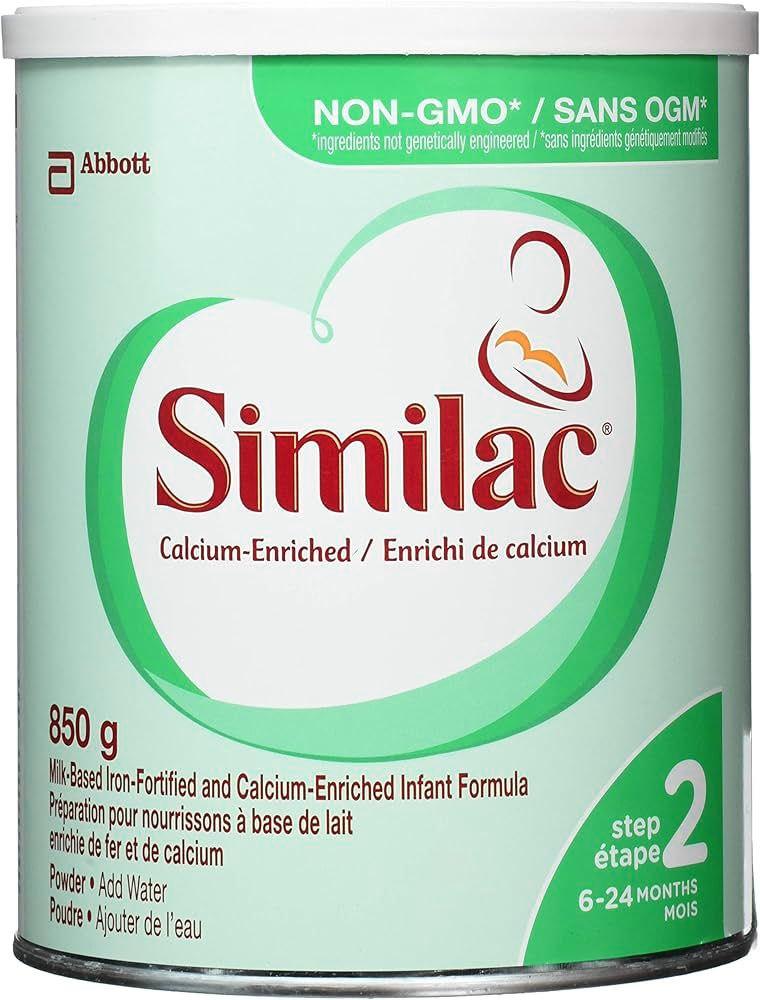 NON-GMO* / SANS OGM*
*ingredients not genetically engineered / *sans ingrédients génétiquement modifiés
Abbott
Similac®
Calcium-Enriched / Enrichi de calcium
850 g
Milk-Based Iron-Fortified and Calcium-Enriched Infant Formula
Préparation pour nourrissons à base de lait
enrichie de fer et de calcium
Powder • Add Water
Poudre • Ajouter de l'eau
step
étape
2
6-24 MONTHS
MOIS